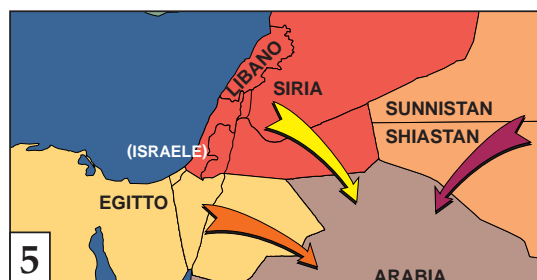 LIBANO
SIRIA
SUNNISTAN
SHIASTAN
(ISRAELE)
EGITTO
5
ARABIA